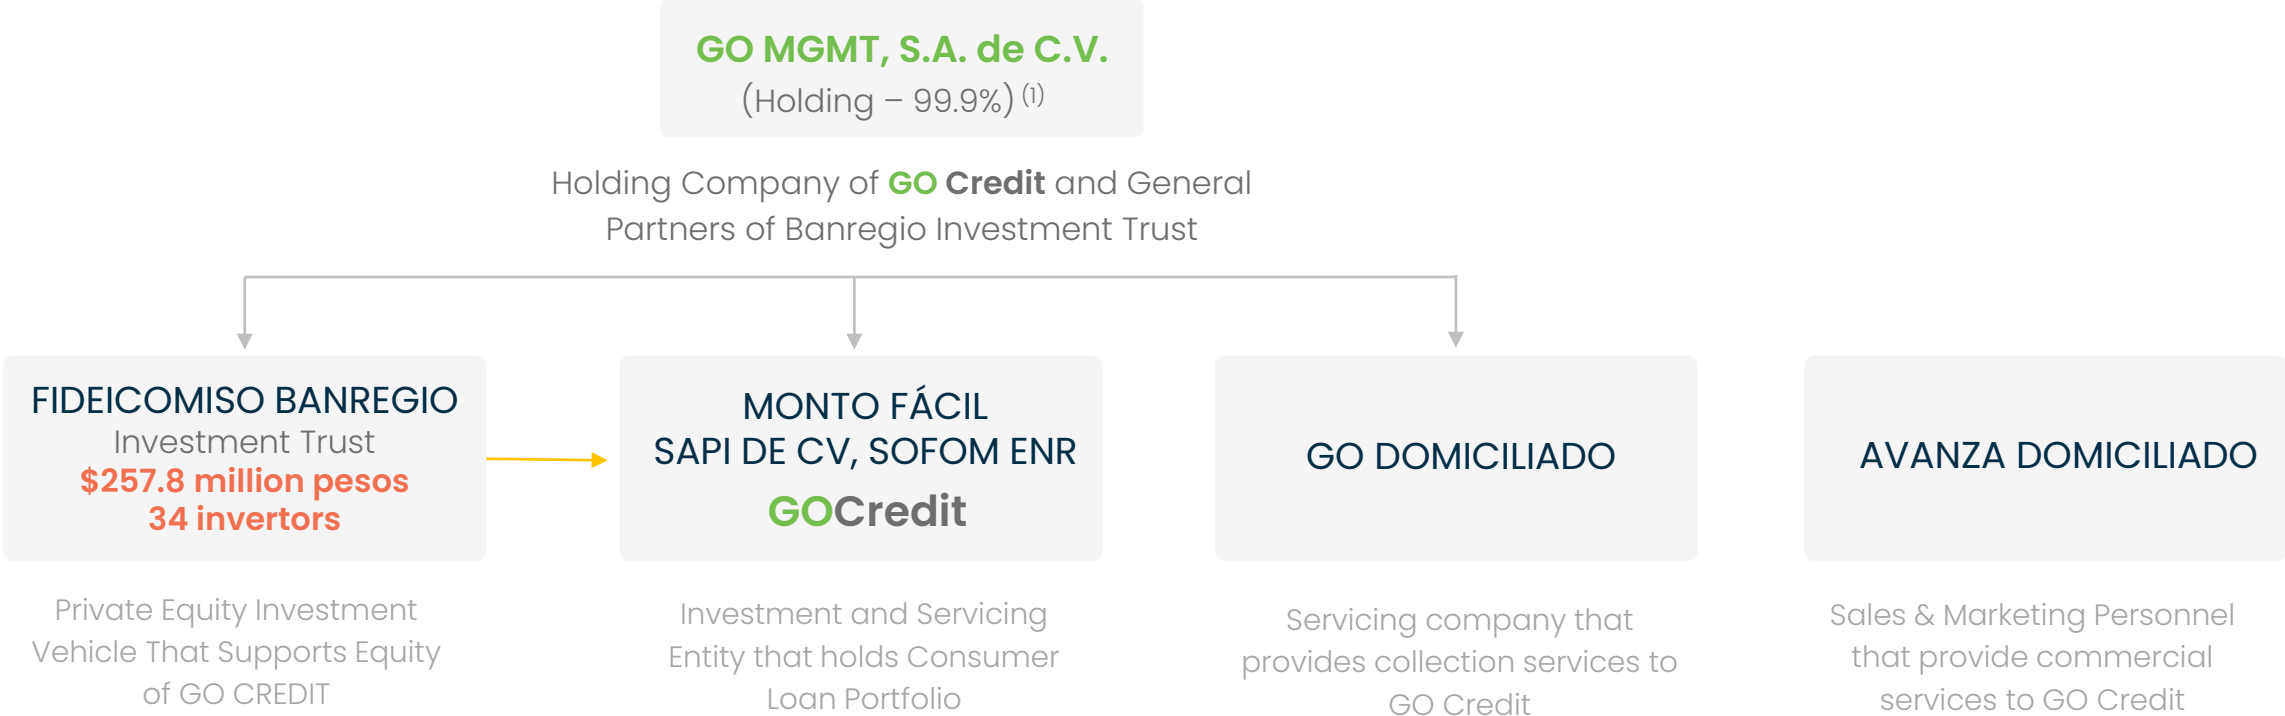 GO MGMT, S.A. de C.V.
(Holding – 99.9%) (1)
Holding Company of GO Credit and General
Partners of Banregio Investment Trust
FIDEICOMISO BANREGIO
Investment Trust
$257.8 million pesos
34 invertors
Private Equity Investment
Vehicle That Supports Equity
of GO CREDIT
MONTO FÁCIL
SAPI DE CV, SOFOM ENR
GOCredit
Investment and Servicing
Entity that holds Consumer
Loan Portfolio
GO DOMICILIADO
Servicing company that
provides collection services to
GO Credit
AVANZA DOMICILIADO
Sales & Marketing Personnel
that provide commercial
services to GO Credit